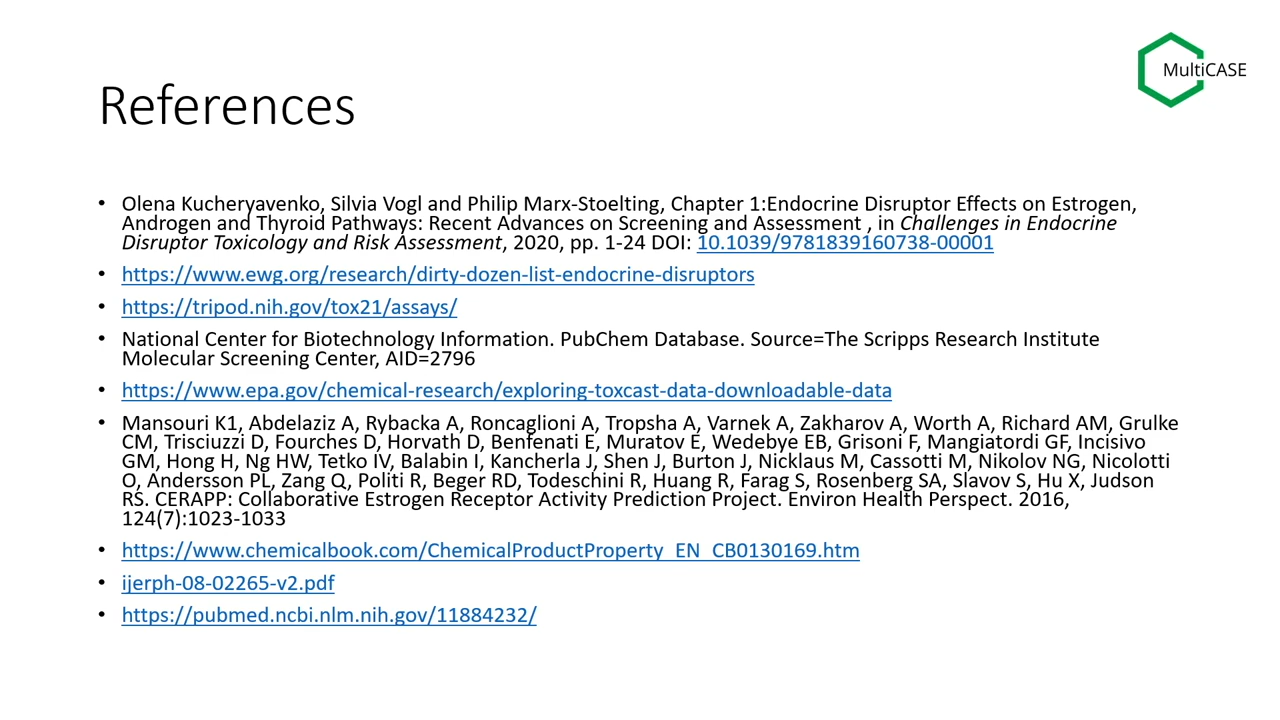 MultiCASE
References
• Olena Kucheryavenko, Silvia Vogl and Philip Marx-Stoelting, Chapter 1:Endocrine Disruptor Effects on Estrogen,
Androgen and Thyroid Pathways: Recent Advances on Screening and Assessment , in Challenges in Endocrine
Disruptor Toxicology and Risk Assessment, 2020, pp. 1-24 DOI: 10.1039/9781839160738-00001
• https://www.ewg.org/research/dirty-dozen-list-endocrine-disruptors
• https://tripod.nih.gov/tox21/assays/
• National Center for Biotechnology Information. PubChem Database. Source=The Scripps Research Institute
Molecular Screening Center, AID=2796
• https://www.epa.gov/chemical-research/exploring-toxcast-data-downloadable-data
• Mansouri K1, Abdelaziz A, Rybacka A, Roncaglioni A, Tropsha A, Varnek A, Zakharov A, Worth A, Richard AM, Grulke
CM, Trisciuzzi D, Fourches D, Horvath D, Benfenati E, Muratov E, Wedebye EB, Grisoni F, Mangiatordi GF, Incisivo
GM, Hong H, Ng HW, Tetko IV, Balabin I, Kancherla J, Shen J, Burton J, Nicklaus M, Cassotti M, Nikolov NG, Nicolotti
O, Andersson PL, Zang Q, Politi R, Beger RD, Todeschini R, Huang R, Farag S, Rosenberg SA, Slavov S, Hu X, Judson
RS. CERAPP: Collaborative Estrogen Receptor Activity Prediction Project. Environ Health Perspect. 2016,
124(7):1023-1033
• https://www.chemicalbook.com/ChemicalProductProperty_EN_CB0130169.htm
• ijerph-08-02265-v2.pdf
• https://pubmed.ncbi.nlm.nih.gov/11884232/